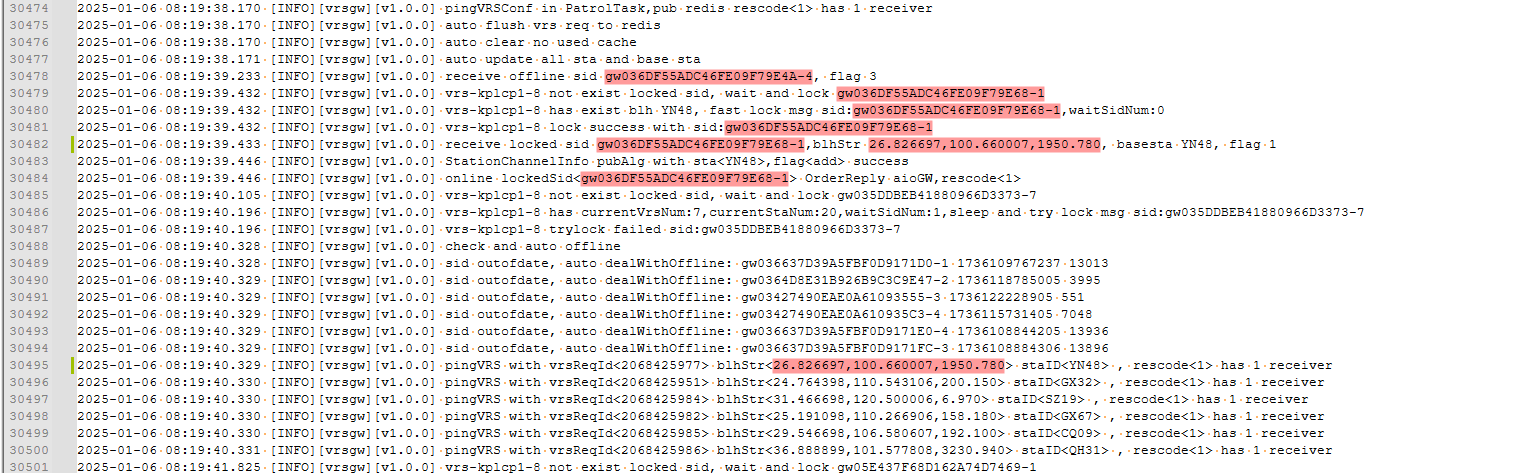 30474 2025-01-06 08:19:38.170 [INFO][vrsgw][v1.0.0] pingVRSConf in PatrolTask,pub redis rescode<1> has 1 receiver
30475 2025-01-06 08:19:38.170 [INFO][vrsgw][v1.0.0] auto flush vrs req to redis
30476 2025-01-06 08:19:38.170 [INFO][vrsgw][v1.0.0] auto clear no used cache
30477 2025-01-06 08:19:38.171 [INFO][vrsgw][v1.0.0] auto update all sta and base sta
30478 2025-01-06 08:19:39.233 [INFO][vrsgw][v1.0.0] receive offline sid gw036DF55ADC46FE09F79E4A-4, flag 3
30479 2025-01-06 08:19:39.432 [INFO][vrsgw][v1.0.0] vrs-kplcp1-8 not exist locked sid, wait and lock gw036DF55ADC46FE09F79E68-1
30480 2025-01-06 08:19:39.432 [INFO][vrsgw][v1.0.0] vrs-kplcp1-8 has exist blh YN48, fast lock msg sid:gw036DF55ADC46FE09F79E68-1,waitSidNum:0
30481 2025-01-06 08:19:39.432 [INFO][vrsgw][v1.0.0] vrs-kplcp1-8 lock success with sid:gw036DF55ADC46FE09F79E68-1
30482 2025-01-06 08:19:39.433 [INFO][vrsgw][v1.0.0] receive locked sid gw036DF55ADC46FE09F79E68-1,blhStr 26.826697,100.660007,1950.780, basesta YN48, flag 1
30483 2025-01-06 08:19:39.446 [INFO][vrsgw][v1.0.0] StationChannelInfo pubAlg with sta<YN48>,flag<add> success
30484 2025-01-06 08:19:39.446 [INFO][vrsgw][v1.0.0] online lockedSid<gw036DF55ADC46FE09F79E68-1> OrderReply aioGW,rescode<1>
30485 2025-01-06 08:19:40.105 [INFO][vrsgw][v1.0.0] vrs-kplcp1-8 not exist locked sid, wait and lock gw035DDBEB41880966D3373-7
30486 2025-01-06 08:19:40.196 [INFO][vrsgw][v1.0.0] vrs-kplcp1-8 has currentVrsNum:7,currentStaNum:20,waitSidNum:1,sleep and try lock msg sid:gw035DDBEB41880966D3373-7
30487 2025-01-06 08:19:40.196 [INFO][vrsgw][v1.0.0] vrs-kplcp1-8 trylock failed sid:gw035DDBEB41880966D3373-7
30488 2025-01-06 08:19:40.328 [INFO][vrsgw][v1.0.0] check and auto offline
30489 2025-01-06 08:19:40.329 [INFO][vrsgw][v1.0.0] sid outofdate, auto dealWithOffline: gw036637D39A5FBF0D9171D0-1 1736109767237 13013
30490 2025-01-06 08:19:40.329 [INFO][vrsgw][v1.0.0] sid outofdate, auto dealWithOffline: gw0364D8E31B926B9C3C9E47-2 1736118785005 3995
30491 2025-01-06 08:19:40.329 [INFO][vrsgw][v1.0.0] sid outofdate, auto dealWithOffline: gw03427490EAE0A61093555-3 1736122228905 551
30492 2025-01-06 08:19:40.329 [INFO][vrsgw][v1.0.0] sid outofdate, auto dealWithOffline: gw03427490EAE0A610935C3-4 1736115731405 7048
30493 2025-01-06 08:19:40.329 [INFO][vrsgw][v1.0.0] sid outofdate, auto dealWithOffline: gw036637D39A5FBF0D9171E0-4 1736108844205 13936
30494 2025-01-06 08:19:40.329 [INFO][vrsgw][v1.0.0] sid outofdate, auto dealWithOffline: gw036637D39A5FBF0D9171FC-3 1736108884306 13896
30495 2025-01-06 08:19:40.329 [INFO][vrsgw][v1.0.0] pingVRS with vrsReqId<2068425977> blhStr<26.826697,100.660007,1950.780> staID<YN48> , rescode<1> has 1 receiver
30496 2025-01-06 08:19:40.330 [INFO][vrsgw][v1.0.0] pingVRS with vrsReqId<2068425951> blhStr<24.764398,110.543106,200.150> staID<GX32> , rescode<1> has 1 receiver
30497 2025-01-06 08:19:40.330 [INFO][vrsgw][v1.0.0] pingVRS with vrsReqId<2068425984> blhStr<31.466698,120.500006,6.970> staID<SZ19> , rescode<1> has 1 receiver
30498 2025-01-06 08:19:40.330 [INFO][vrsgw][v1.0.0] pingVRS with vrsReqId<2068425982> blhStr<25.191098,110.266906,158.180> staID<GX67> , rescode<1> has 1 receiver
30499 2025-01-06 08:19:40.330 [INFO][vrsgw][v1.0.0] pingVRS with vrsReqId<2068425985> blhStr<29.546698,106.580607,192.100> staID<CQ09> , rescode<1> has 1 receiver
30500 2025-01-06 08:19:40.331 [INFO][vrsgw][v1.0.0] pingVRS with vrsReqId<2068425986> blhStr<36.888899,101.577808,3230.940> staID<QH31> , rescode<1> has 1 receiver
30501 2025-01-06 08:19:41.825 [INFO][vrsgw][v1.0.0] vrs-kplcp1-8 not exist locked sid, wait and lock gw05E437F68D162A74D7469-1